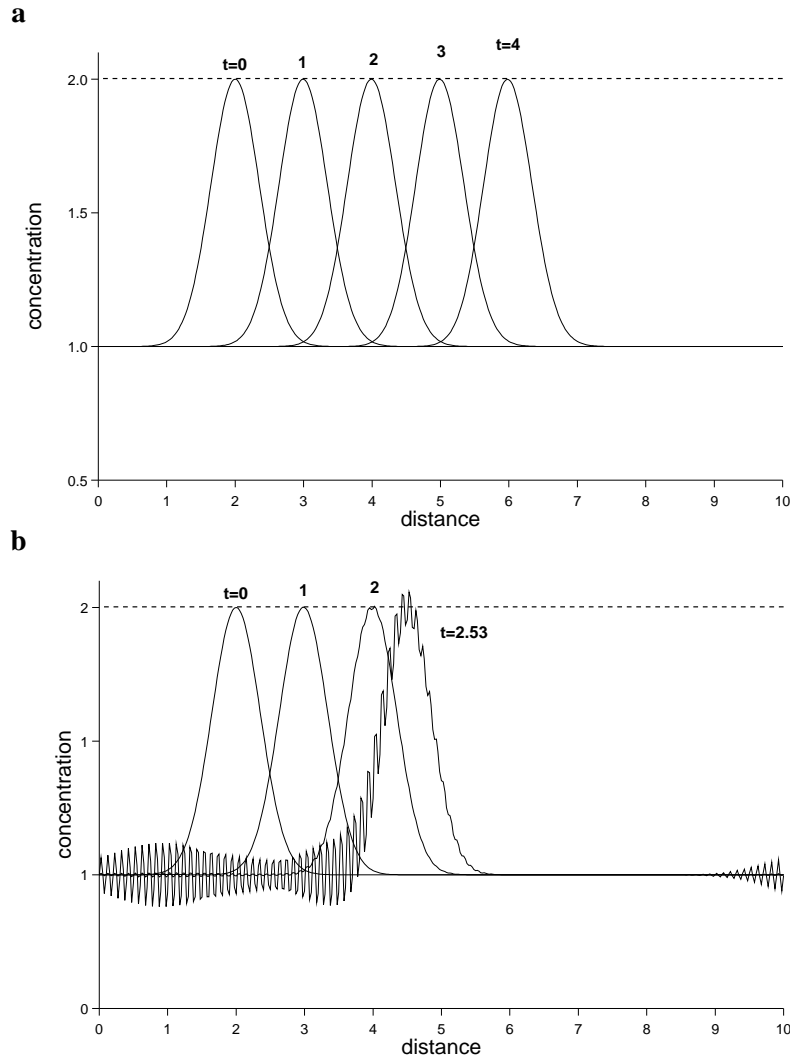 a
t=0 1 2 3 t=4
2.0
1.5
1.0
0.5
concentration
0 1 2 3 4 5 6 7 8 9 10
distance
b
t=0 1 2
t=2.53
2
1
1
0
concentration
0 1 2 3 4 5 6 7 8 9 10
distance